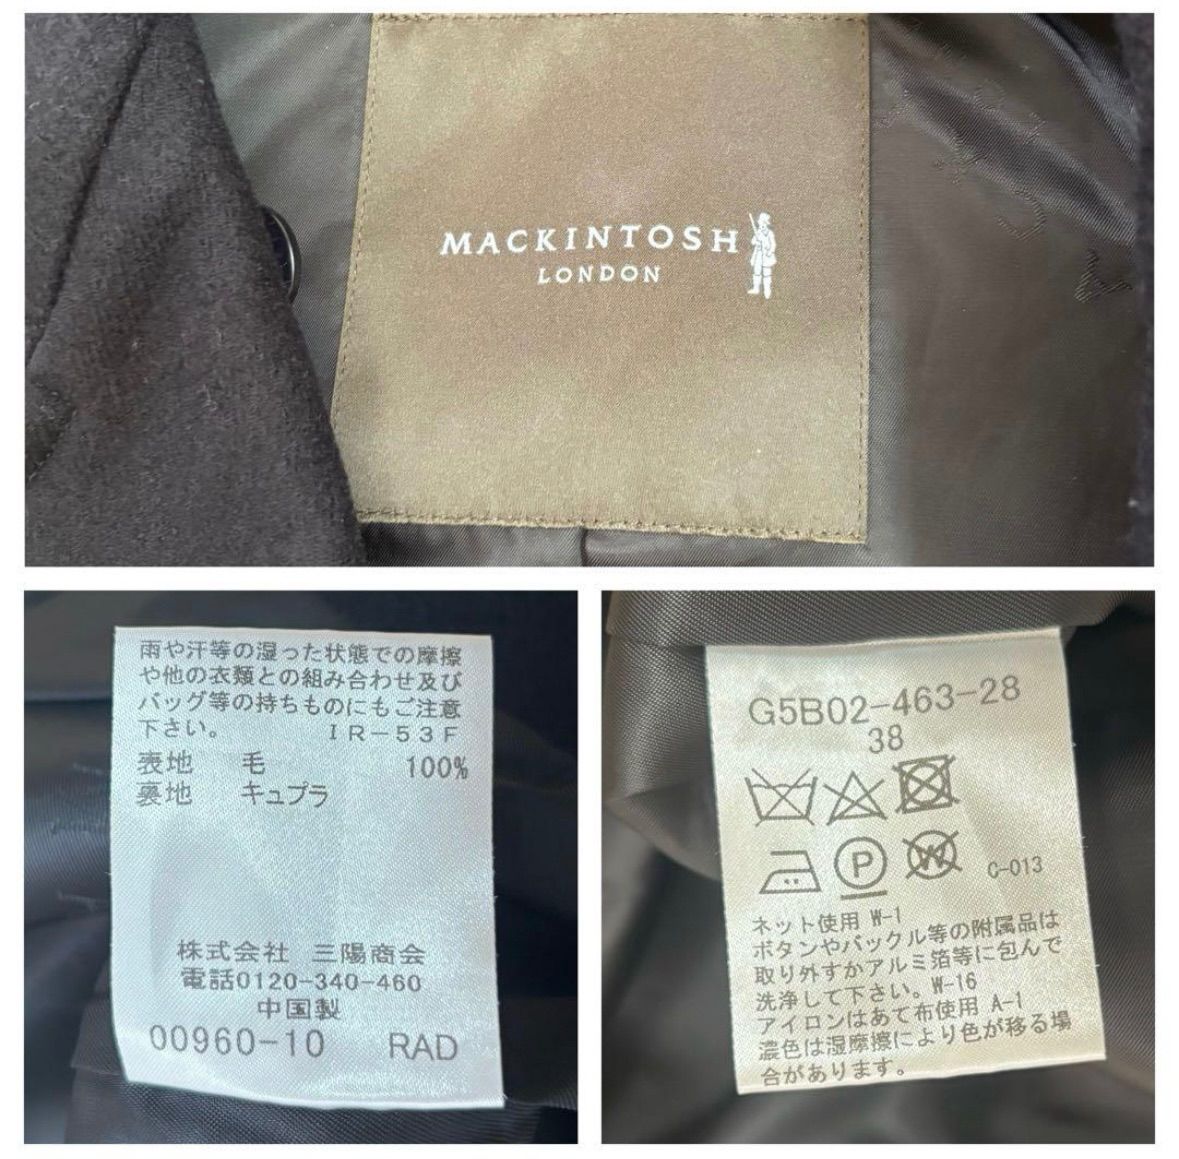 MACKINTOSH
LONDON
雨や汗等の湿った状態での摩擦
や他の衣類との組み合わせ及び
バッグ等の持ちものにもご注意
下さい。 IR-53F
表地 毛 100%
裏地 キュプラ
株式会社 三陽商会
電話0120-340-460
中国製
00960-10 RAD
G5B02-463-28
38
P
W
C-013
ネット使用 W-1
ボタンやバックル等の附属品は
取り外すかアルミ箔等に包んで
洗浄して下さい。W-16
アイロンはあて布使用 A-1
濃色は湿摩擦により色が移る場
合があります。